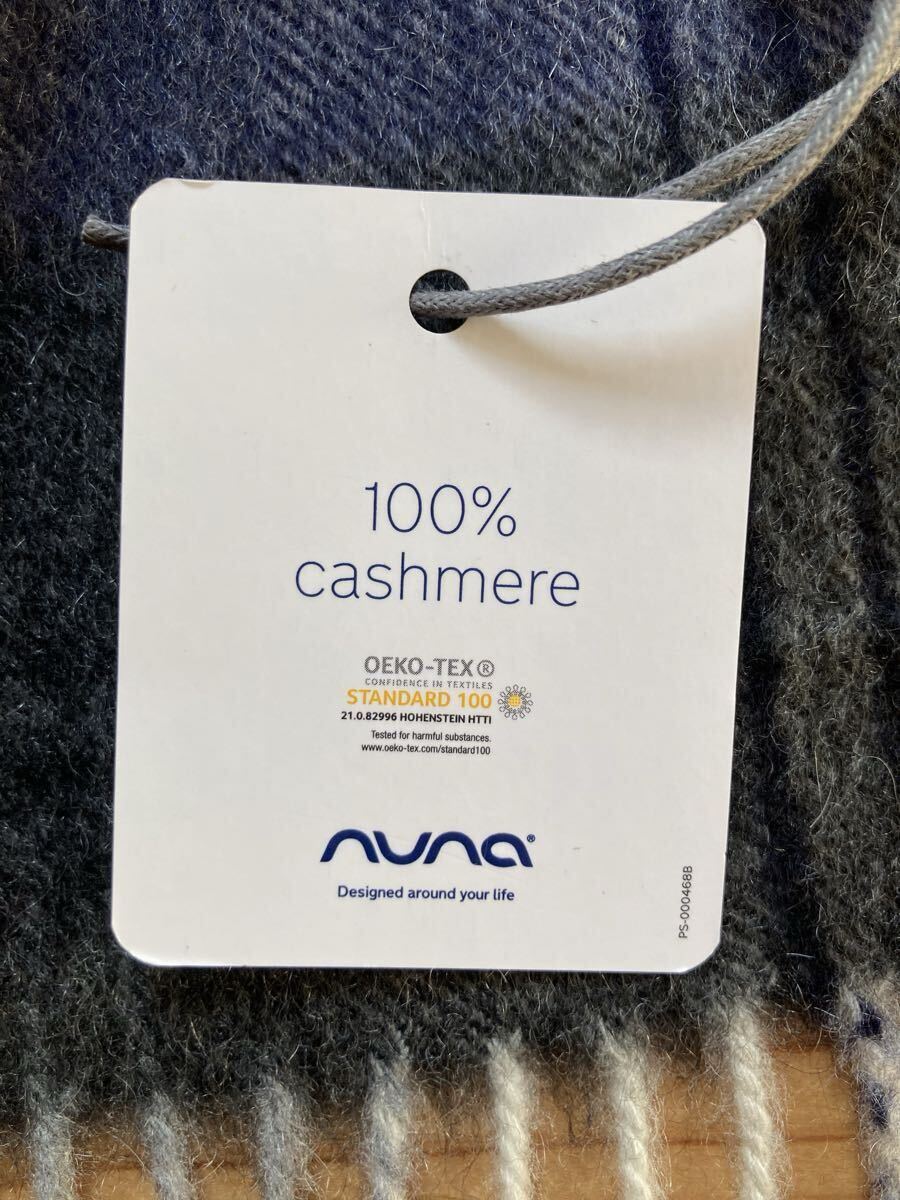 100%
cashmere
OEKO-TEX®
CONFIDENCE IN TEXTILES
STANDARD 100
21.0.82996 HOHENSTEIN HTTI
Tested for harmful substances.
www.oeko-tex.com/standard100
nuna®
Designed around your life
PS-000468B